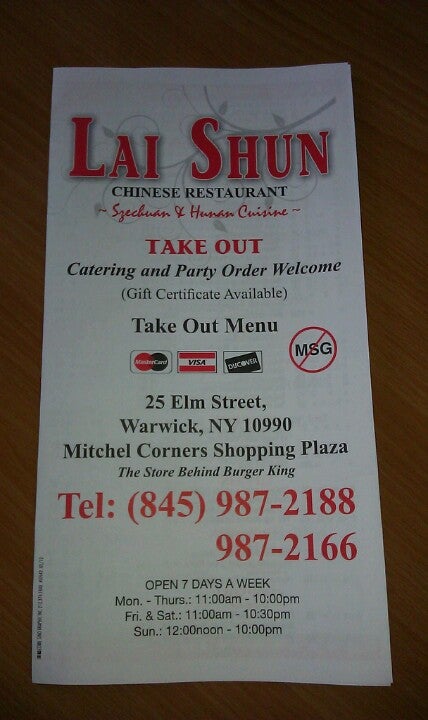 LAI SHUN
CHINESE RESTAURANT
~ Szechuan & Hunan Cuisine ~
TAKE OUT
Catering and Party Order Welcome
(Gift Certificate Available)
Take Out Menu
MasterCard VISA DISCOVER MSG
25 Elm Street,
Warwick, NY 10990
Mitchel Corners Shopping Plaza
The Store Behind Burger King
Tel: (845) 987-2188
987-2166
OPEN 7 DAYS A WEEK
Mon. - Thurs.: 11:00am - 10:00pm
Fri. & Sat.: 11:00am - 10:30pm
Sun.: 12:00noon - 10:00pm